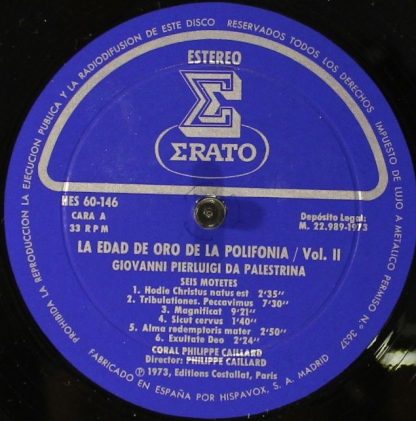 PROHIBIDA LA REPRODUCCION LA EJECUCION PUBLICA Y LA RADIODIFUSION DE ESTE DISCO RESERVADOS TODOS LOS DERECHOS IMPUESTO DE LUJO A METALICO PERMISO N.º 3637
ESTEREO
Σ
ΣRATO
HES 60-146
CARA A
33 RPM
Depósito Legal:
M. 22.989-1973
LA EDAD DE ORO DE LA POLIFONIA / Vol. II
GIOVANNI PIERLUIGI DA PALESTRINA
SEIS MOTETES
1. Hodie Christus natus est 2'35"
2. Tribulationes. Peccavimus 7'30"
3. Magnificat 9'21"
4. Sicut cervus 1'40"
5. Alma redemptoris mater 2'50"
6. Exultate Deo 2'24"
CORAL PHILIPPE CAILLARD
Director: PHILIPPE CAILLARD
Ⓟ 1973, Editions Costallat, Paris
FABRICADO EN ESPAÑA POR HISPAVOX, S. A. MADRID